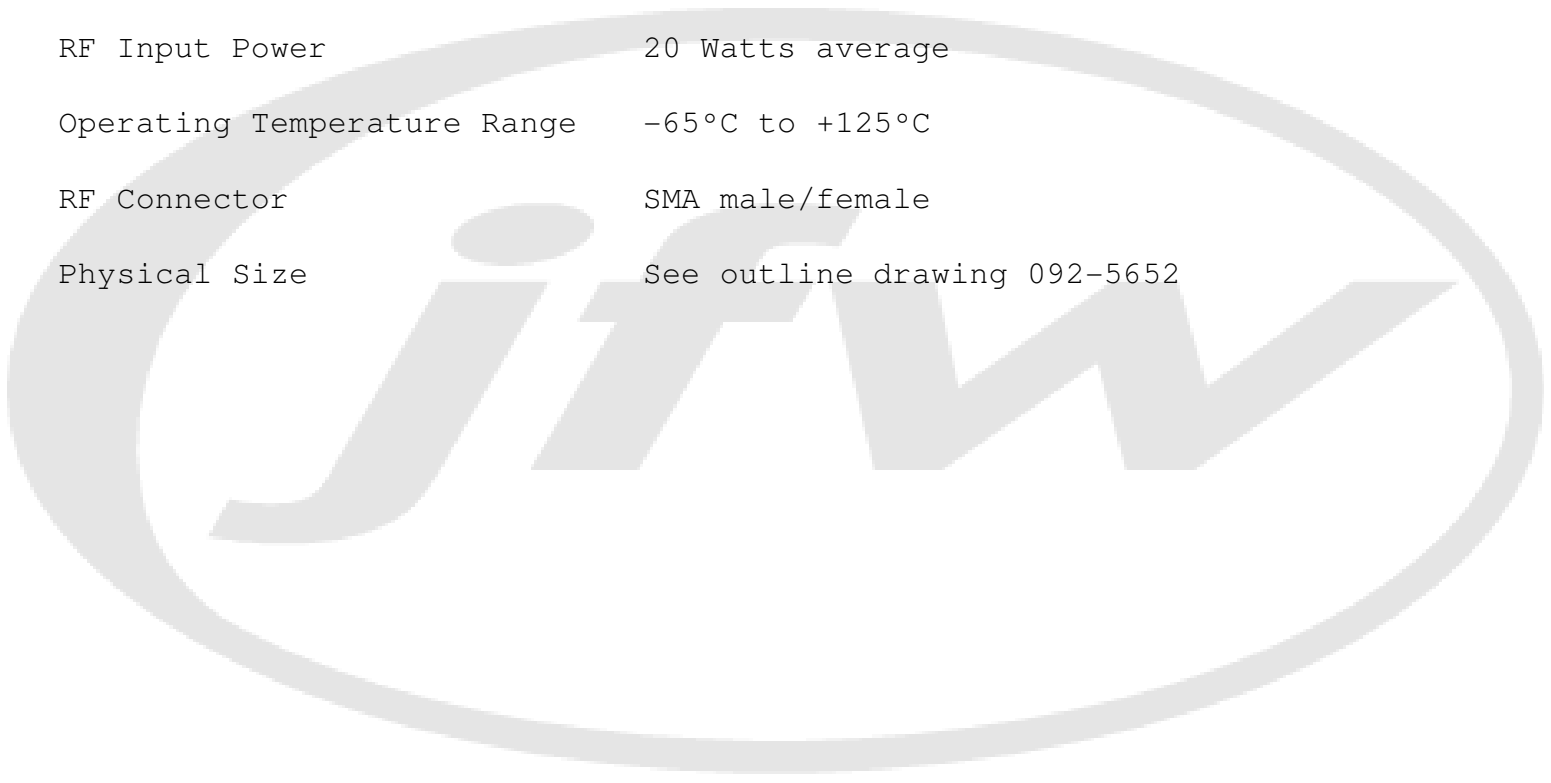 RF Input Power 20 Watts average
Operating Temperature Range -65°C to +125°C
RF Connector SMA male/female
Physical Size See outline drawing 092-5652
jfw